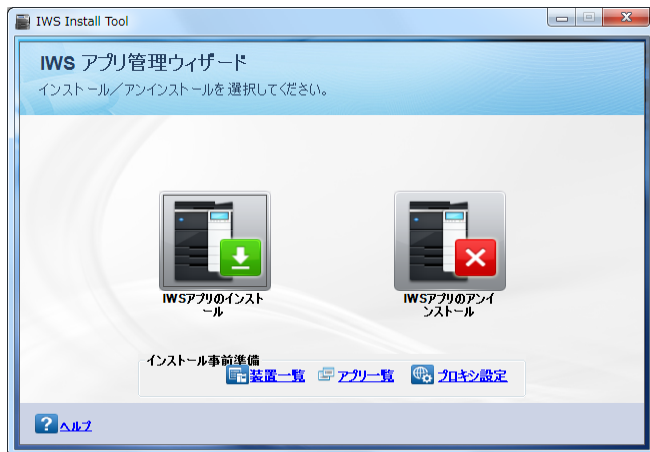 IWS Install Tool
IWS アプリ管理ウィザード
インストール／アンインストールを選択してください。
IWSアプリのインスト
ール
IWSアプリのアンイ
ンストール
インストール事前準備
装置一覧 アプリ一覧 プロキシ設定
ヘルプ